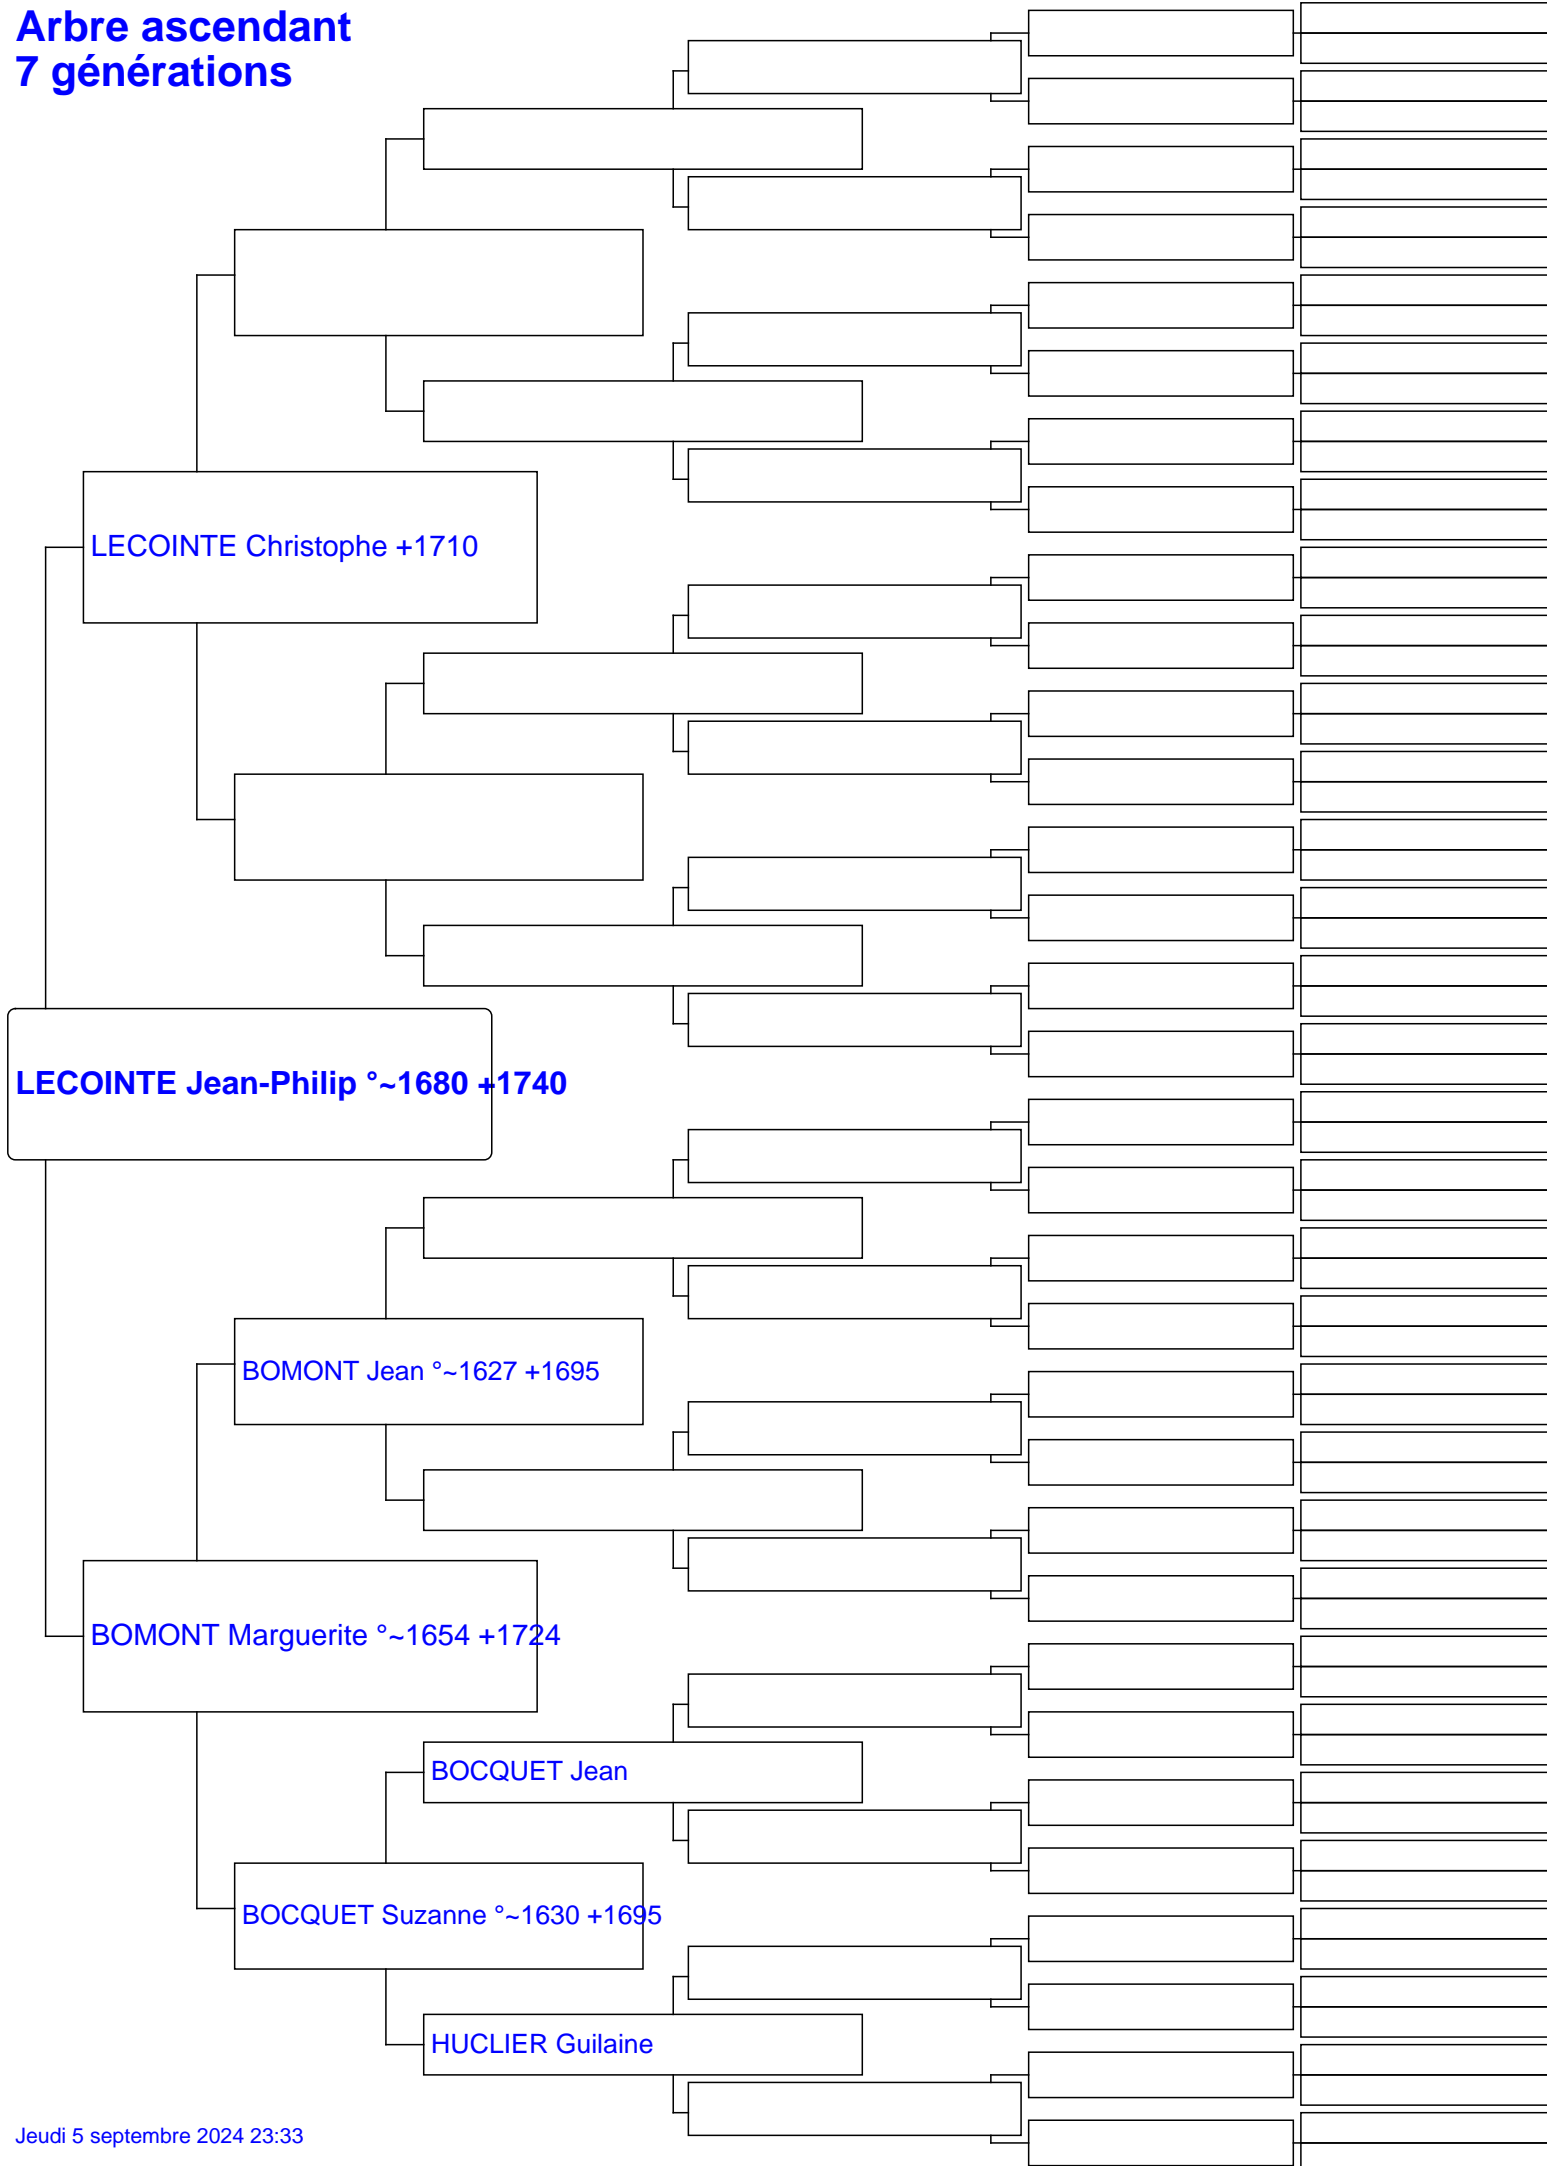 Arbre ascendant
7 générations
LECOINTE Christophe +1710
LECOINTE Jean-Philip °~1680 +1740
BOMONT Jean °~1627 +1695
BOMONT Marguerite °~1654 +1724
BOCQUET Jean
BOCQUET Suzanne °~1630 +1695
HUCLIER Guilaine
Jeudi 5 septembre 2024 23:33